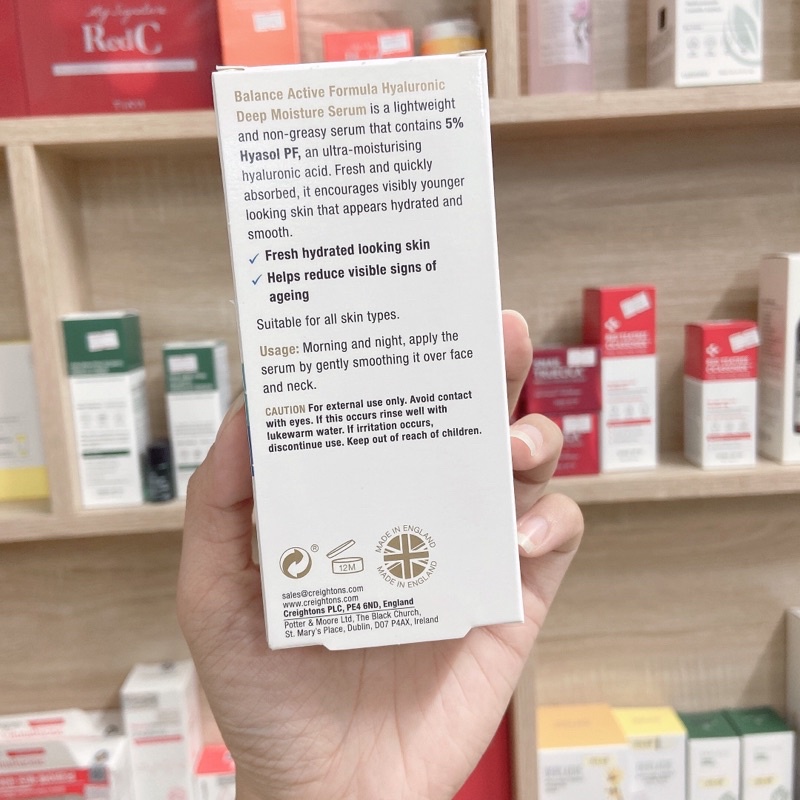 My Signature
Red C
Balance Active Formula Hyaluronic
Deep Moisture Serum is a lightweight
and non-greasy serum that contains 5%
Hyasol PF, an ultra-moisturising
hyaluronic acid. Fresh and quickly
absorbed, it encourages visibly younger
looking skin that appears hydrated and
smooth.
✓ Fresh hydrated looking skin
✓ Helps reduce visible signs of
ageing
Suitable for all skin types.
Usage: Morning and night, apply the
serum by gently smoothing it over face
and neck.
CAUTION For external use only. Avoid contact
with eyes. If this occurs rinse well with
lukewarm water. If irritation occurs,
discontinue use. Keep out of reach of children.
®
12M
MADE IN ENGLAND
MADE IN ENGLAND
sales@creightons.com
www.creightons.com
Creightons PLC, PE4 6ND, England
Potter & Moore Ltd, The Black Church,
St. Mary's Place, Dublin, D07 P4AX, Ireland